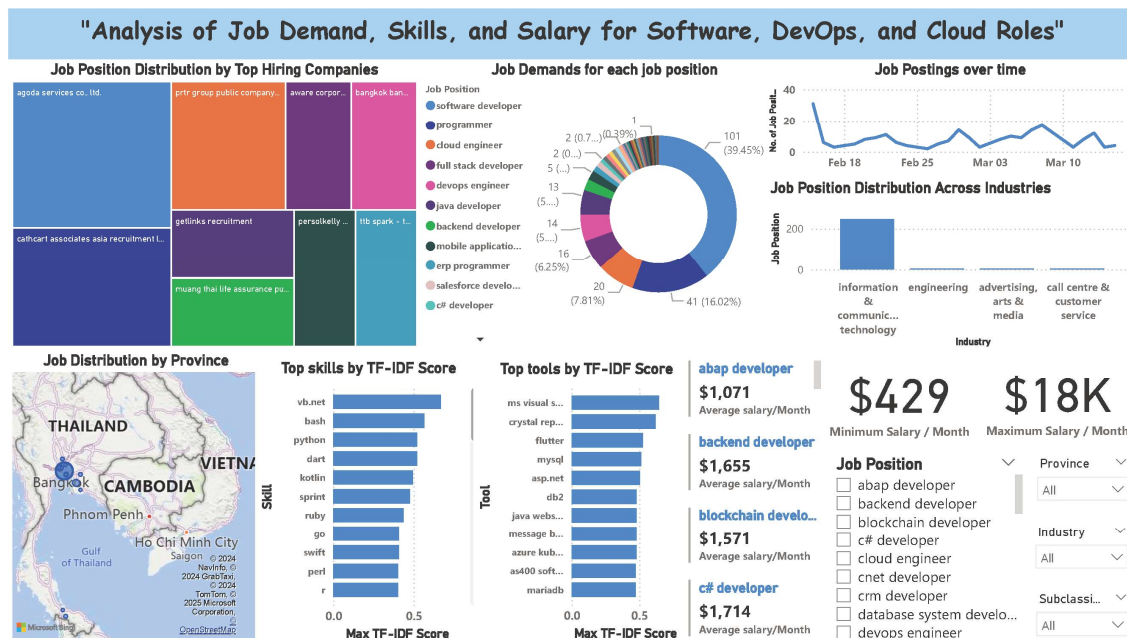 "Analysis of Job Demand, Skills, and Salary for Software, DevOps, and Cloud Roles"
Job Position Distribution by Top Hiring Companies
agoda services co., ltd.
prtr group public company...
aware corpor...
bangkok ban...
cathcart associates asia recruitment l...
getlinks recruitment
persolkelly ...
ttb spark - t...
muang thai life assurance pu...
Job Demands for each job position
Job Position
software developer
programmer
cloud engineer
full stack developer
devops engineer
java developer
backend developer
mobile applicatio...
erp programmer
salesforce develo...
c# developer
101
(39.45%)
41 (16.02%)
20
(7.81%)
16
(6.25%)
14
(5....)
13
(5....)
5 (...)
2 (0...)
2 (0.7...)
1
(0.39%)
Job Postings over time
No. of Job Posit...
40
20
0
Feb 18
Feb 25
Mar 03
Mar 10
Job Position Distribution Across Industries
Job Position
200
0
information
&
communic...
technology
engineering
advertising,
arts &
media
call centre &
customer
service
Industry
Job Distribution by Province
THAILAND
Bangkok
CAMBODIA
VIETNA
Phnom Penh
Ho Chi Minh City
Saigon
Gulf
of Thailand
© 2024
NavInfo, ©
2024 GrabTaxi,
© 2024
TomTom, ©
2025 Microsoft
Corporation,
©
OpenStreetMap
Microsoft Bing
Top skills by TF-IDF Score
Skill
vb.net
bash
python
dart
kotlin
sprint
ruby
go
swift
perl
r
0.0
0.5
Max TF-IDF Score
Top tools by TF-IDF Score
Tool
ms visual s...
crystal rep...
flutter
mysql
asp.net
db2
java webs...
message b...
azure kub...
as400 soft...
mariadb
0.0
0.5
Max TF-IDF Score
abap developer
$1,071
Average salary/Month
backend developer
$1,655
Average salary/Month
blockchain develo...
$1,571
Average salary/Month
c# developer
$1,714
Average salary/Month
$429
Minimum Salary / Month
$18K
Maximum Salary / Month
Job Position
abap developer
backend developer
blockchain developer
c# developer
cloud engineer
cnet developer
crm developer
database system develo...
devops engineer
Province
All
Industry
All
Subclassi...
All